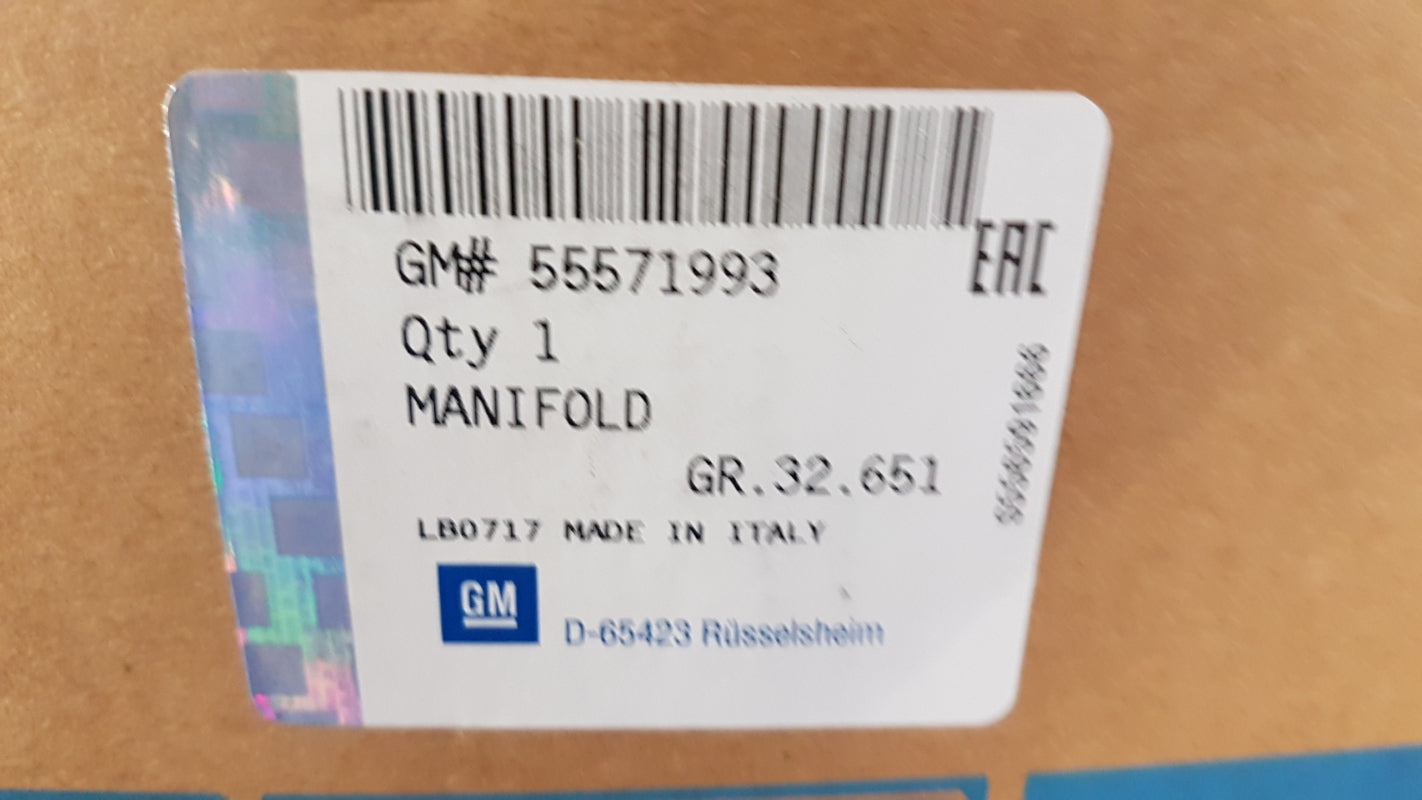 GM# 55571993
EAC
Qty 1
MANIFOLD
GR.32.651
LB0717 MADE IN ITALY
GM
D-65423 Rüsselsheim